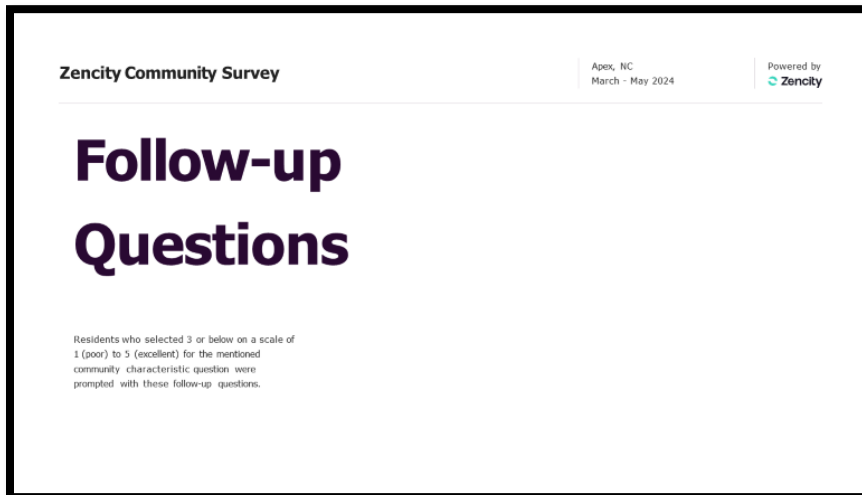 Zencity Community Survey
Apex, NC
March - May 2024
Powered by
Zencity
Follow-up
Questions
Residents who selected 3 or below on a scale of
1 (poor) to 5 (excellent) for the mentioned
community characteristic question were
prompted with these follow-up questions.